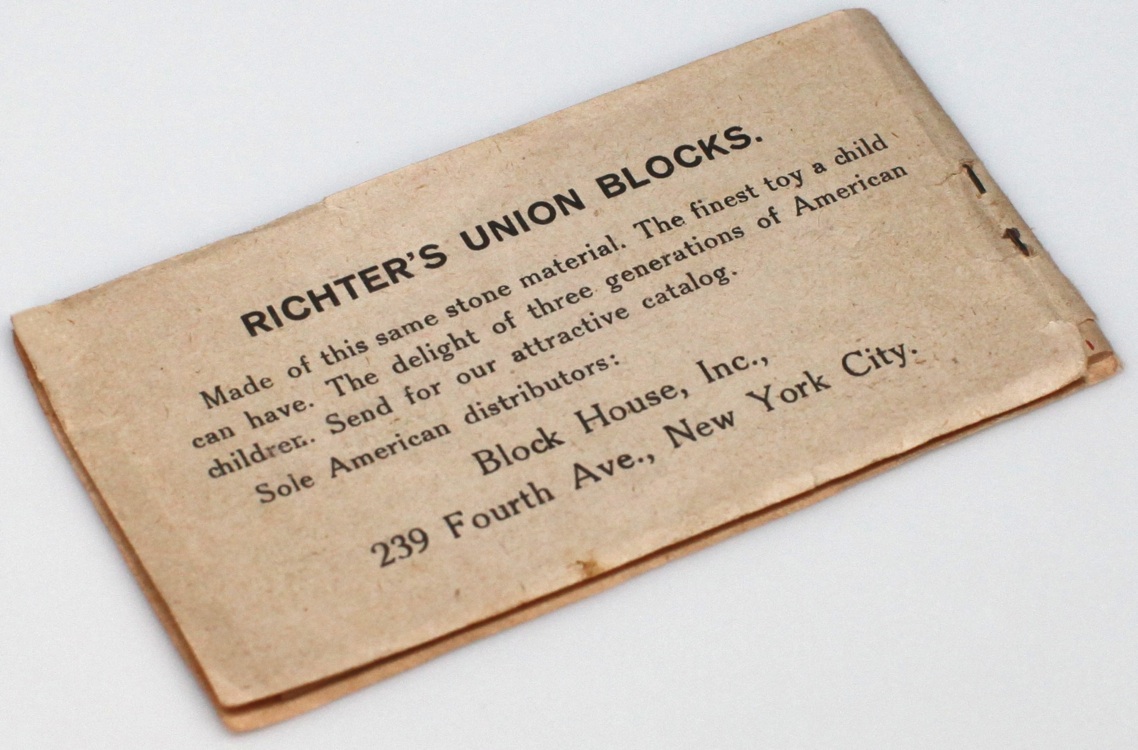 RICHTER'S UNION BLOCKS.
Made of this same stone material. The finest toy a child
can have. The delight of three generations of American
children. Send for our attractive catalog.
Sole American distributors:
Block House, Inc.,
239 Fourth Ave., New York City.